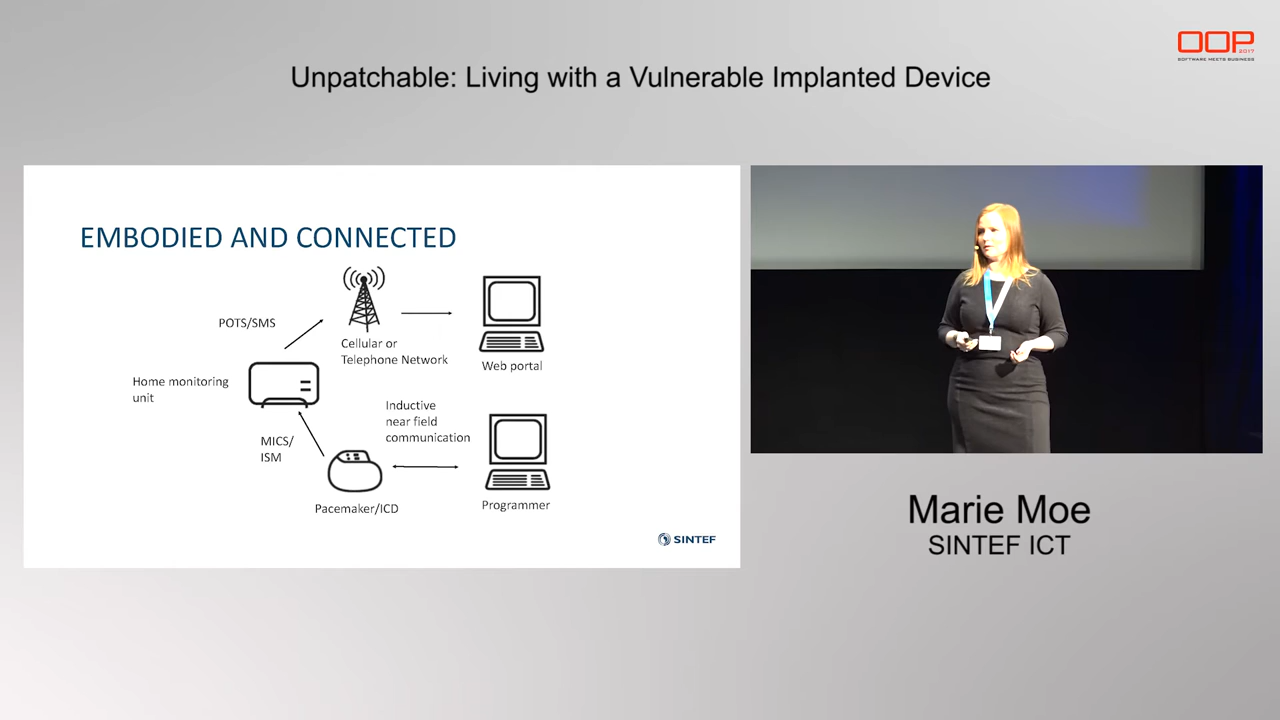 OOP
2017
SOFTWARE MEETS BUSINESS
Unpatchable: Living with a Vulnerable Implanted Device
EMBODIED AND CONNECTED
POTS/SMS
Cellular or
Telephone Network
Web portal
Home monitoring
unit
Inductive
near field
communication
MICS/
ISM
Pacemaker/ICD
Programmer
SINTEF
Marie Moe
SINTEF ICT